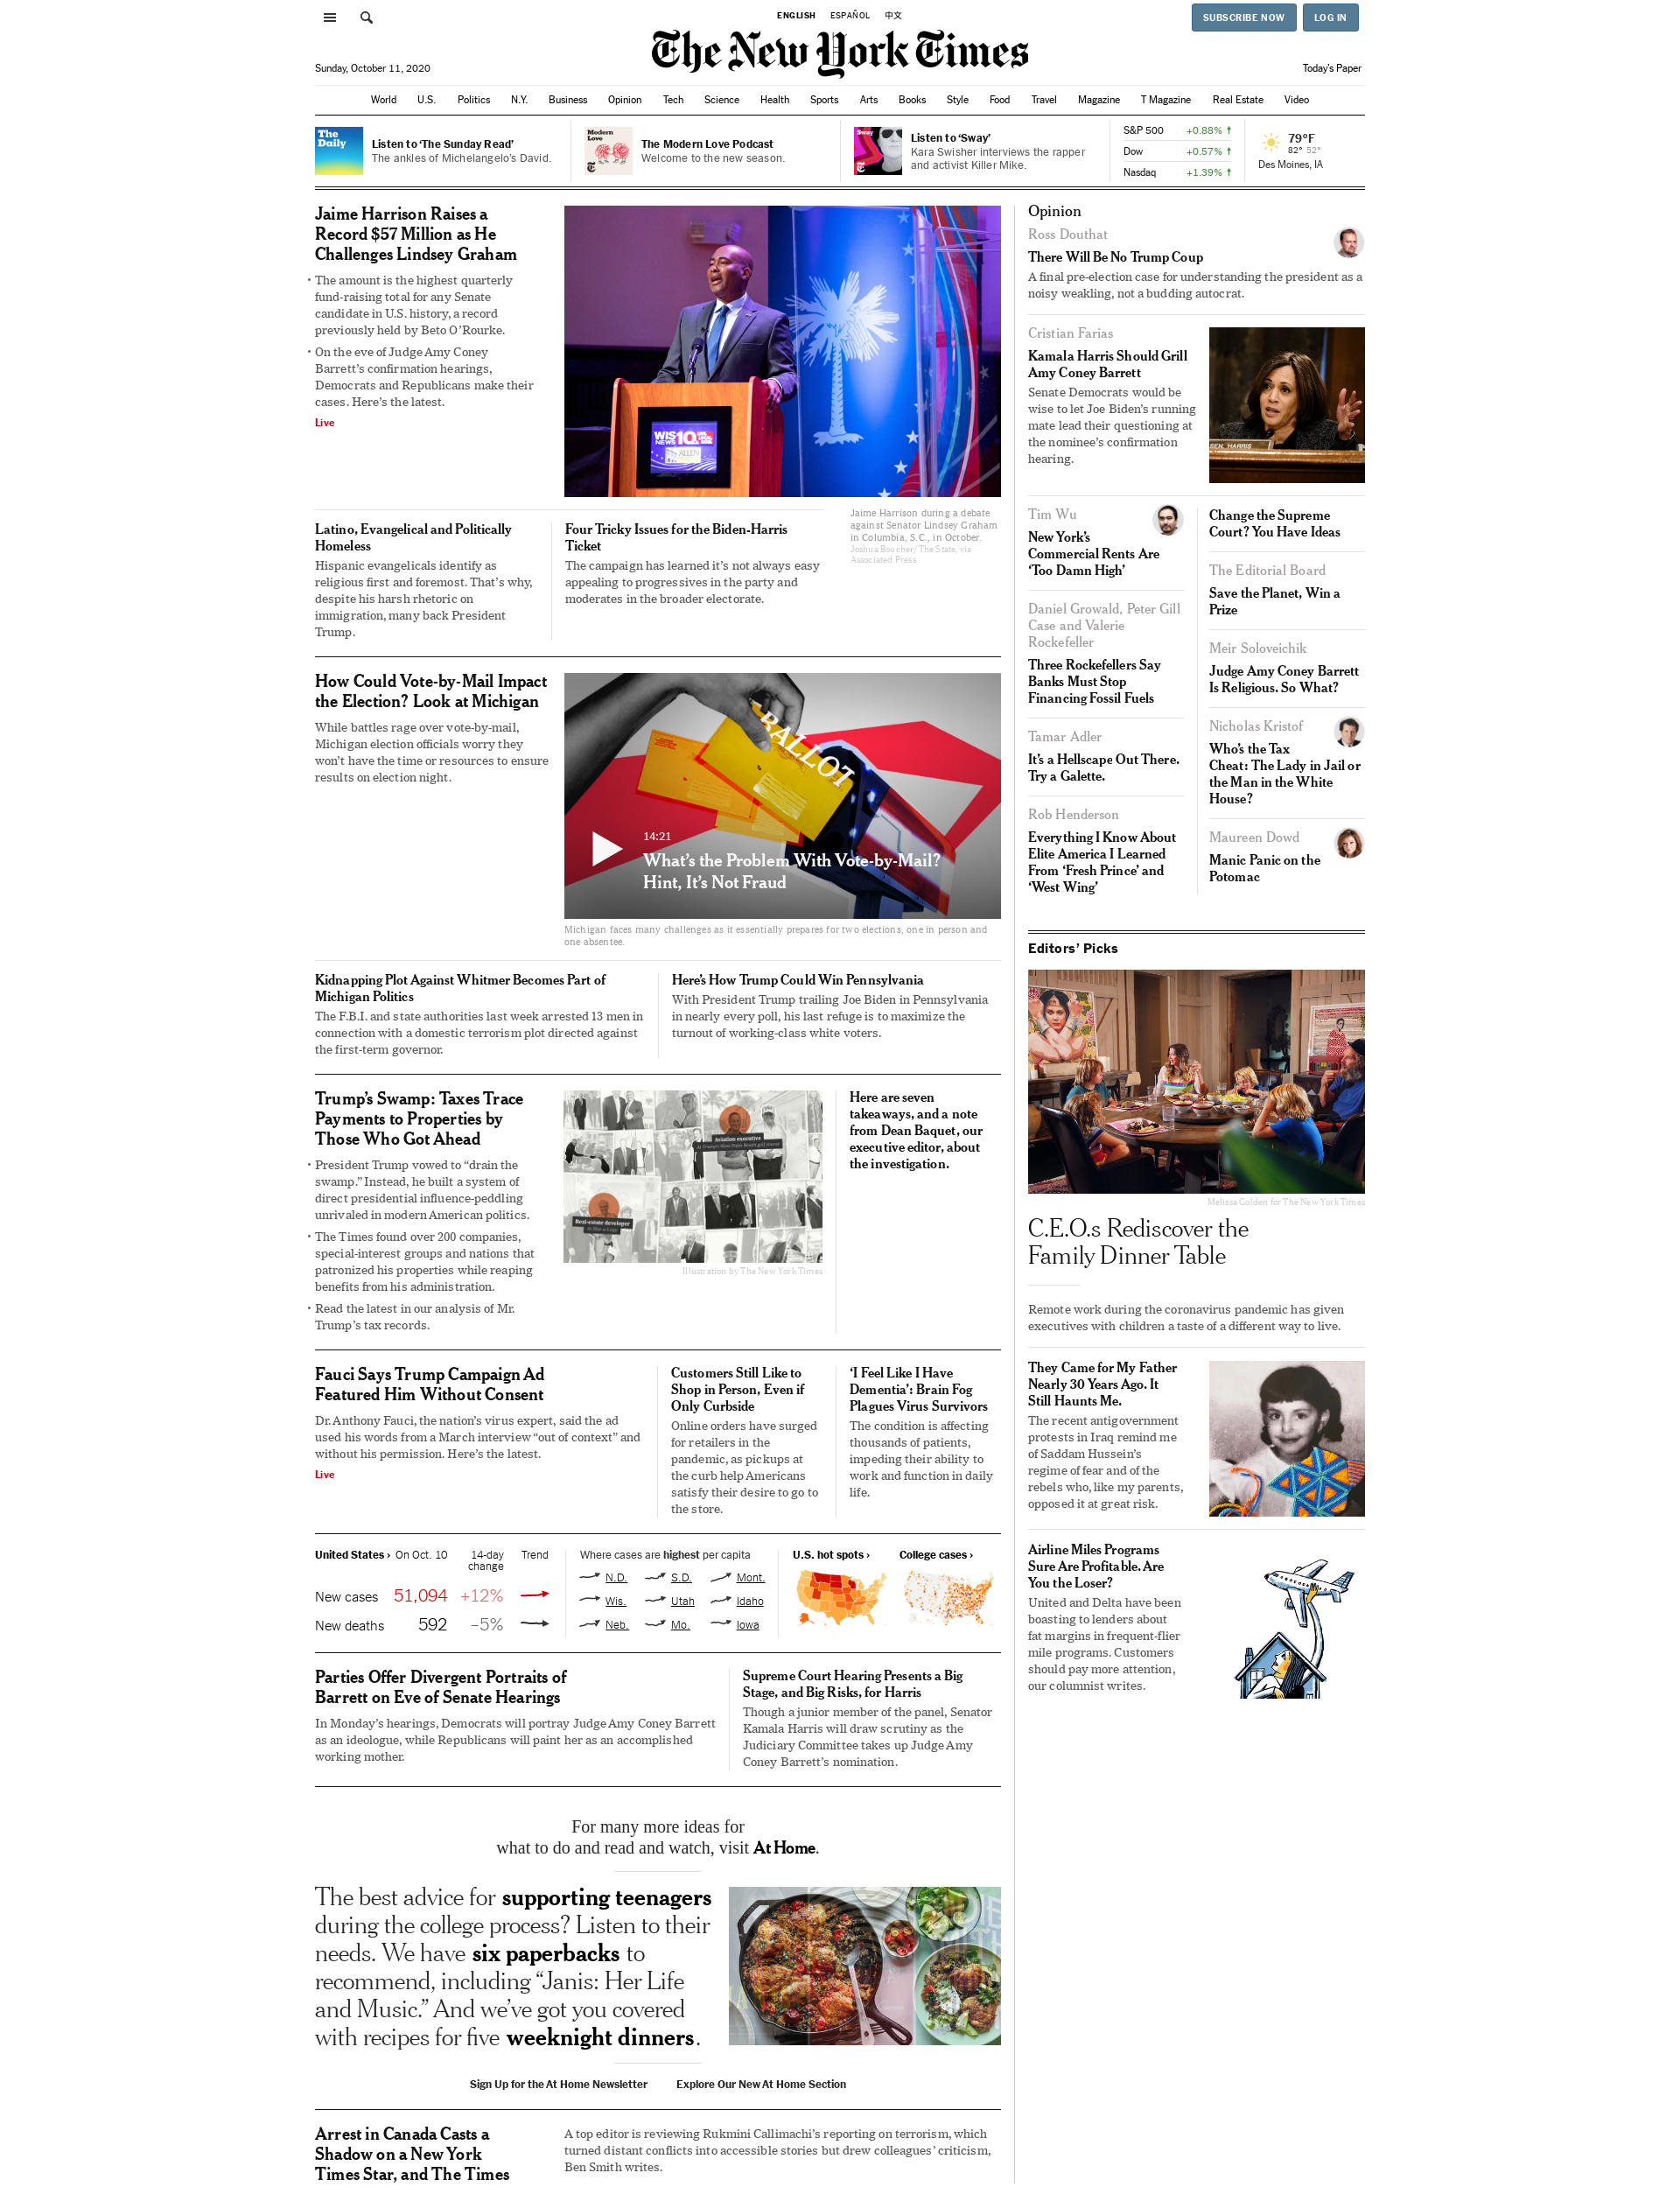 ENGLISH ESPAÑOL 中文
SUBSCRIBE NOW LOG IN
The New York Times
Sunday, October 11, 2020
Today's Paper
World U.S. Politics N.Y. Business Opinion Tech Science Health Sports Arts Books Style Food Travel Magazine T Magazine Real Estate Video
The
Daily
Listen to ‘The Sunday Read’
The ankles of Michelangelo's David.
Modern
Love
The Modern Love Podcast
Welcome to the new season.
Sway
Listen to ‘Sway’
Kara Swisher interviews the rapper
and activist Killer Mike.
S&P 500 +0.88% ↑
Dow +0.57% ↑
Nasdaq +1.39% ↑
79°F
82° 52°
Des Moines, IA
Jaime Harrison Raises a
Record $57 Million as He
Challenges Lindsey Graham
• The amount is the highest quarterly
fund-raising total for any Senate
candidate in U.S. history, a record
previously held by Beto O’Rourke.
• On the eve of Judge Amy Coney
Barrett’s confirmation hearings,
Democrats and Republicans make their
cases. Here’s the latest.
Live
WIS 10
NEWS
ALLEN
Jaime Harrison during a debate
against Senator Lindsey Graham
in Columbia, S.C., in October.
Joshua Boucher/The State, via
Associated Press
Latino, Evangelical and Politically
Homeless
Hispanic evangelicals identify as
religious first and foremost. That’s why,
despite his harsh rhetoric on
immigration, many back President
Trump.
Four Tricky Issues for the Biden-Harris
Ticket
The campaign has learned it’s not always easy
appealing to progressives in the party and
moderates in the broader electorate.
How Could Vote-by-Mail Impact
the Election? Look at Michigan
While battles rage over vote-by-mail,
Michigan election officials worry they
won’t have the time or resources to ensure
results on election night.
BALLOT
14:21
What’s the Problem With Vote-by-Mail?
Hint, It’s Not Fraud
Michigan faces many challenges as it essentially prepares for two elections, one in person and
one absentee.
Kidnapping Plot Against Whitmer Becomes Part of
Michigan Politics
The F.B.I. and state authorities last week arrested 13 men in
connection with a domestic terrorism plot directed against
the first-term governor.
Here’s How Trump Could Win Pennsylvania
With President Trump trailing Joe Biden in Pennsylvania
in nearly every poll, his last refuge is to maximize the
turnout of working-class white voters.
Trump’s Swamp: Taxes Trace
Payments to Properties by
Those Who Got Ahead
• President Trump vowed to “drain the
swamp.” Instead, he built a system of
direct presidential influence-peddling
unrivaled in modern American politics.
• The Times found over 200 companies,
special-interest groups and nations that
patronized his properties while reaping
benefits from his administration.
• Read the latest in our analysis of Mr.
Trump’s tax records.
Aviation executive
Real-estate developer
Illustration by The New York Times
Here are seven
takeaways, and a note
from Dean Baquet, our
executive editor, about
the investigation.
Fauci Says Trump Campaign Ad
Featured Him Without Consent
Dr. Anthony Fauci, the nation’s virus expert, said the ad
used his words from a March interview “out of context” and
without his permission. Here’s the latest.
Live
Customers Still Like to
Shop in Person, Even if
Only Curbside
Online orders have surged
for retailers in the
pandemic, as pickups at
the curb help Americans
satisfy their desire to go to
the store.
‘I Feel Like I Have
Dementia’: Brain Fog
Plagues Virus Survivors
The condition is affecting
thousands of patients,
impeding their ability to
work and function in daily
life.
United States › On Oct. 10 14-day
change Trend
New cases 51,094 +12%
New deaths 592 –5%
Where cases are highest per capita
N.D. S.D. Mont.
Wis. Utah Idaho
Neb. Mo. Iowa
U.S. hot spots › College cases ›
Parties Offer Divergent Portraits of
Barrett on Eve of Senate Hearings
In Monday’s hearings, Democrats will portray Judge Amy Coney Barrett
as an ideologue, while Republicans will paint her as an accomplished
working mother.
Supreme Court Hearing Presents a Big
Stage, and Big Risks, for Harris
Though a junior member of the panel, Senator
Kamala Harris will draw scrutiny as the
Judiciary Committee takes up Judge Amy
Coney Barrett’s nomination.
For many more ideas for
what to do and read and watch, visit At Home.
The best advice for supporting teenagers
during the college process? Listen to their
needs. We have six paperbacks to
recommend, including “Janis: Her Life
and Music.” And we’ve got you covered
with recipes for five weeknight dinners.
Sign Up for the At Home Newsletter Explore Our New At Home Section
Arrest in Canada Casts a
Shadow on a New York
Times Star, and The Times
A top editor is reviewing Rukmini Callimachi’s reporting on terrorism, which
turned distant conflicts into accessible stories but drew colleagues’ criticism,
Ben Smith writes.
Opinion
Ross Douthat
There Will Be No Trump Coup
A final pre-election case for understanding the president as a
noisy weakling, not a budding autocrat.
Cristian Farias
Kamala Harris Should Grill
Amy Coney Barrett
Senate Democrats would be
wise to let Joe Biden’s running
mate lead their questioning at
the nominee’s confirmation
hearing.
SEN. HARRIS
Tim Wu
New York’s
Commercial Rents Are
‘Too Damn High’
Daniel Growald, Peter Gill
Case and Valerie
Rockefeller
Three Rockefellers Say
Banks Must Stop
Financing Fossil Fuels
Tamar Adler
It’s a Hellscape Out There.
Try a Galette.
Rob Henderson
Everything I Know About
Elite America I Learned
From ‘Fresh Prince’ and
‘West Wing’
Change the Supreme
Court? You Have Ideas
The Editorial Board
Save the Planet, Win a
Prize
Meir Soloveichik
Judge Amy Coney Barrett
Is Religious. So What?
Nicholas Kristof
Who’s the Tax
Cheat: The Lady in Jail or
the Man in the White
House?
Maureen Dowd
Manic Panic on the
Potomac
Editors’ Picks
Melissa Golden for The New York Times
C.E.O.s Rediscover the
Family Dinner Table
Remote work during the coronavirus pandemic has given
executives with children a taste of a different way to live.
They Came for My Father
Nearly 30 Years Ago. It
Still Haunts Me.
The recent antigovernment
protests in Iraq remind me
of Saddam Hussein’s
regime of fear and of the
rebels who, like my parents,
opposed it at great risk.
Airline Miles Programs
Sure Are Profitable. Are
You the Loser?
United and Delta have been
boasting to lenders about
fat margins in frequent-flier
mile programs. Customers
should pay more attention,
our columnist writes.